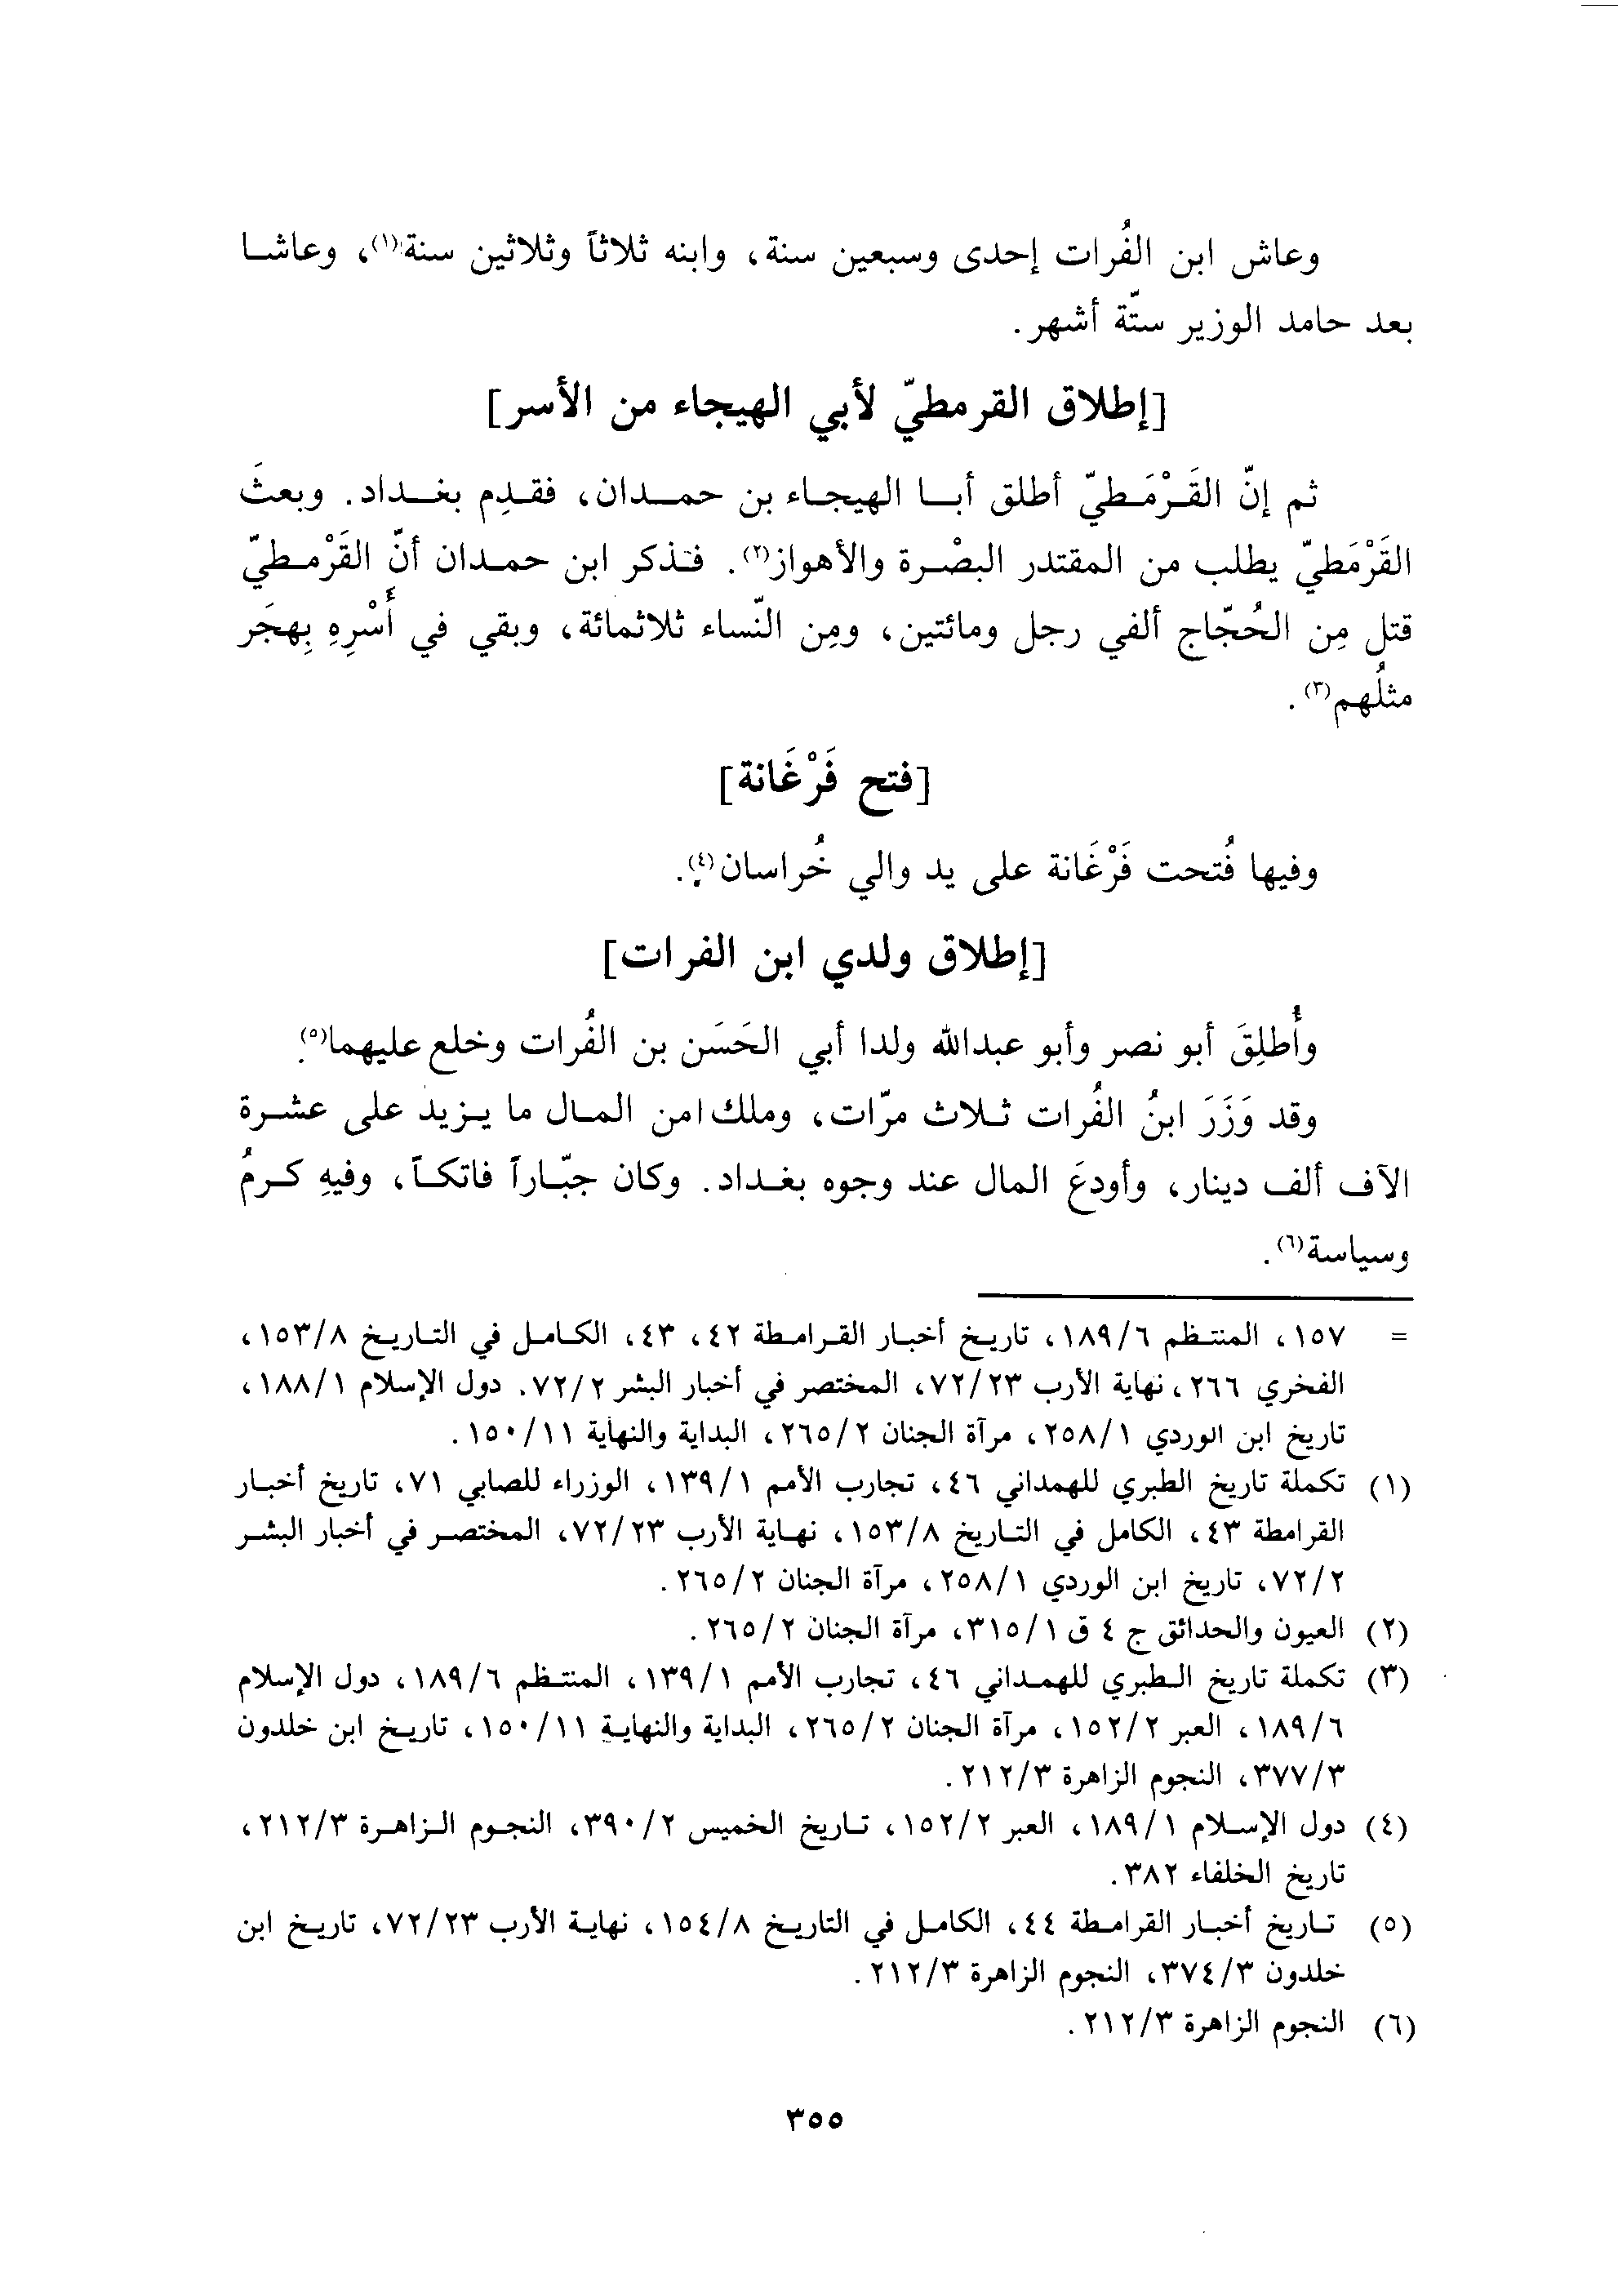 وعاش ابن الفُرات إحدى وسبعين سنة، وابنه ثلاثاً وثلاثين سنة(١)، وعاشا
بعد حامد الوزير ستّة أشهر.
[إطلاق القرمطيّ لأبي الهيجاء من الأسر]
ثم إنّ القَرْمَطيّ أطلق أبا الهيجاء بن حمدان، فقدِم بغداد. وبعثَ
القَرْمَطيّ يطلب من المقتدر البصْرة والأهواز(٢). فذكر ابن حمدان أنّ القَرْمطيّ
قتل مِن الحُجّاج ألفي رجل ومائتين، ومِن النّساء ثلاثمائة، وبقي في أَسْرِهِ بِهجَر
مثلُهم(٣).
[فتح فَرْغَانة]
وفيها فُتحت فَرْغَانة على يد والي خُراسان(٤).
[إطلاق ولدي ابن الفرات]
وأُطلِقَ أبو نصر وأبو عبدالله ولدا أبي الحَسَن بن الفُرات وخلع عليهما(٥).
وقد وَزَرَ ابنُ الفُرات ثلاث مرّات، وملك من المال ما يزيد على عشرة
الآف ألف دينار، وأودعَ المال عند وجوه بغداد. وكان جبّاراً فاتكاً، وفيهِ كرمُ
وسياسة(٦).
= ١٥٧، المنتظم ١٨٩/٦، تاريخ أخبار القرامطة ٤٢، ٤٣، الكامل في التاريخ ١٥٣/٨،
الفخري ٢٦٦، نهاية الأرب ٧٢/٢٣، المختصر في أخبار البشر ٧٢/٢، دول الإسلام ١٨٨/١،
تاريخ ابن الوردي ٢٥٨/١، مرآة الجنان ٢٦٥/٢، البداية والنهاية ١٥٠/١١.
(١) تكملة تاريخ الطبري للهمداني ٤٦، تجارب الأمم ١٣٩/١، الوزراء للصابي ٧١، تاريخ أخبار
القرامطة ٤٣، الكامل في التاريخ ١٥٣/٨، نهاية الأرب ٧٢/٢٣، المختصر في أخبار البشر
٧٢/٢، تاريخ ابن الوردي ٢٥٨/١، مرآة الجنان ٢٦٥/٢.
(٢) العيون والحدائق ج ٤ ق ٣١٥/١، مرآة الجنان ٢٦٥/٢.
(٣) تكملة تاريخ الطبري للهمداني ٤٦، تجارب الأمم ١٣٩/١، المنتظم ١٨٩/٦، دول الإسلام
١٨٩/٦، العبر ١٥٢/٢، مرآة الجنان ٢٦٥/٢، البداية والنهاية ١٥٠/١١، تاريخ ابن خلدون
٣٧٧/٣، النجوم الزاهرة ٢١٢/٣.
(٤) دول الإسلام ١٨٩/١، العبر ١٥٢/٢، تاريخ الخميس ٣٩٠/٢، النجوم الزاهرة ٢١٢/٣،
تاريخ الخلفاء ٣٨٢.
(٥) تاريخ أخبار القرامطة ٤٤، الكامل في التاريخ ١٥٤/٨، نهاية الأرب ٧٢/٢٣، تاريخ ابن
خلدون ٣٧٤/٣، النجوم الزاهرة ٢١٢/٣.
(٦) النجوم الزاهرة ٢١٢/٣.
٣٥٥